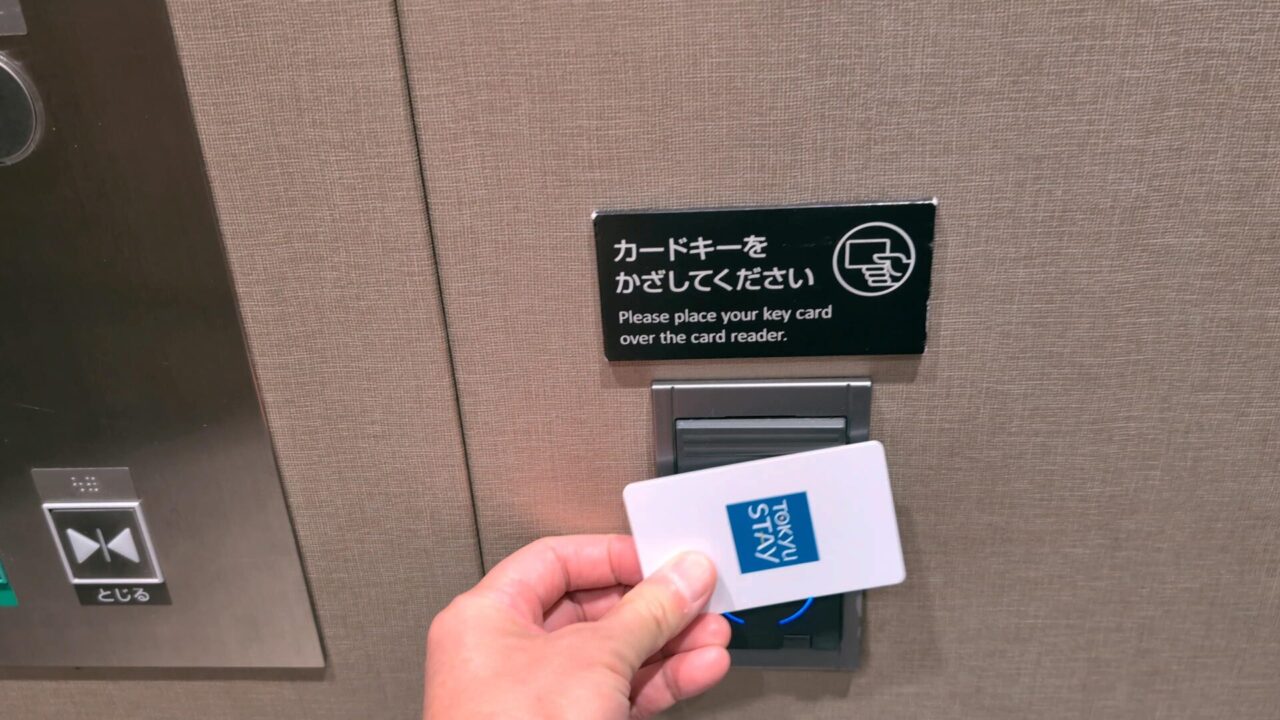 カードキーを
かざしてください
Please place your key card
over the card reader.
TOKYU
STAY
とじる